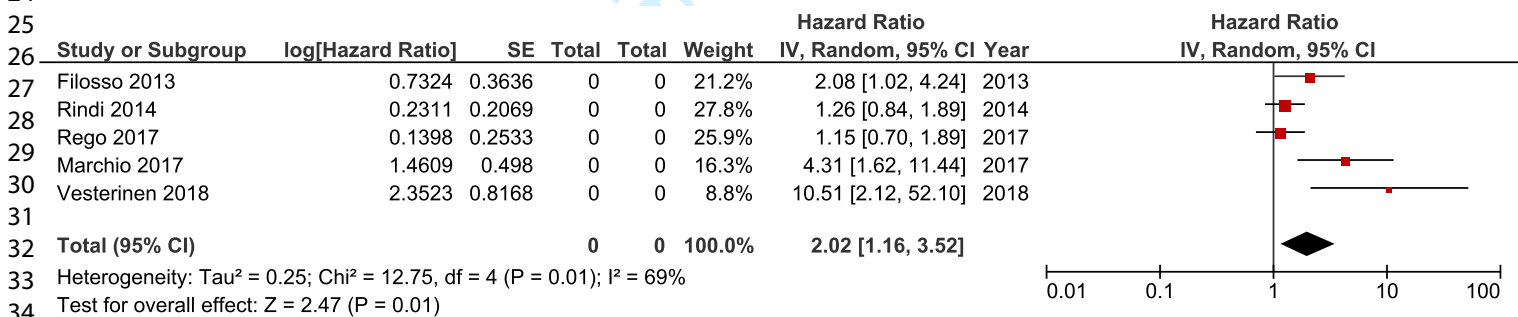 25 Hazard Ratio Hazard Ratio
26 Study or Subgroup log[Hazard Ratio] SE Total Total Weight IV, Random, 95% CI Year IV, Random, 95% CI
27 Filosso 2013 0.7324 0.3636 0 0 21.2% 2.08 [1.02, 4.24] 2013
28 Rindi 2014 0.2311 0.2069 0 0 27.8% 1.26 [0.84, 1.89] 2014
Rego 2017 0.1398 0.2533 0 0 25.9% 1.15 [0.70, 1.89] 2017
29 Marchio 2017 1.4609 0.498 0 0 16.3% 4.31 [1.62, 11.44] 2017
30 Vesterinen 2018 2.3523 0.8168 0 0 8.8% 10.51 [2.12, 52.10] 2018
31
32 Total (95% CI) 0 0 100.0% 2.02 [1.16, 3.52]
33 Heterogeneity: Tau² = 0.25; Chi² = 12.75, df = 4 (P = 0.01); I² = 69%
0.01 0.1 1 10 100
34 Test for overall effect: Z = 2.47 (P = 0.01)